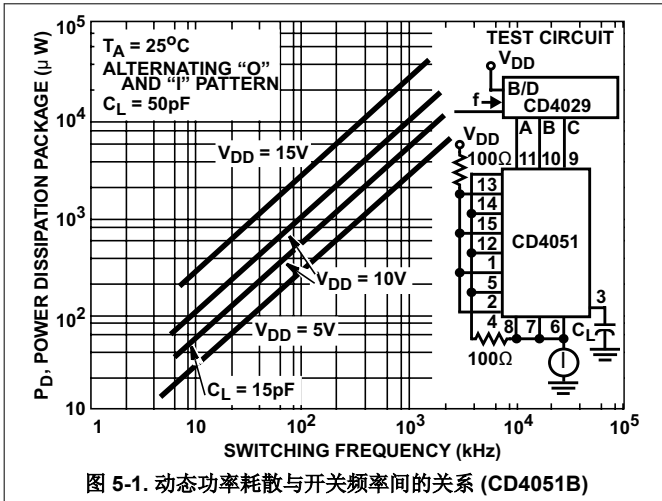 10⁵
T_A = 25°C
ALTERNATING “O”
AND “I” PATTERN
C_L = 50pF
TEST CIRCUIT
V_DD
B/D
f
CD4029
A B C
11 10 9
V_DD
100Ω
13
14
15
12
1
5
2
4
CD4051
8 7 6
3
C_L
100Ω
I
V_DD = 15V
V_DD = 10V
V_DD = 5V
C_L = 15pF
10⁴
10³
10²
10
P_D, POWER DISSIPATION PACKAGE (µ W)
1 10 10² 10³ 10⁴ 10⁵
SWITCHING FREQUENCY (kHz)
图 5-1. 动态功率耗散与开关频率间的关系 (CD4051B)